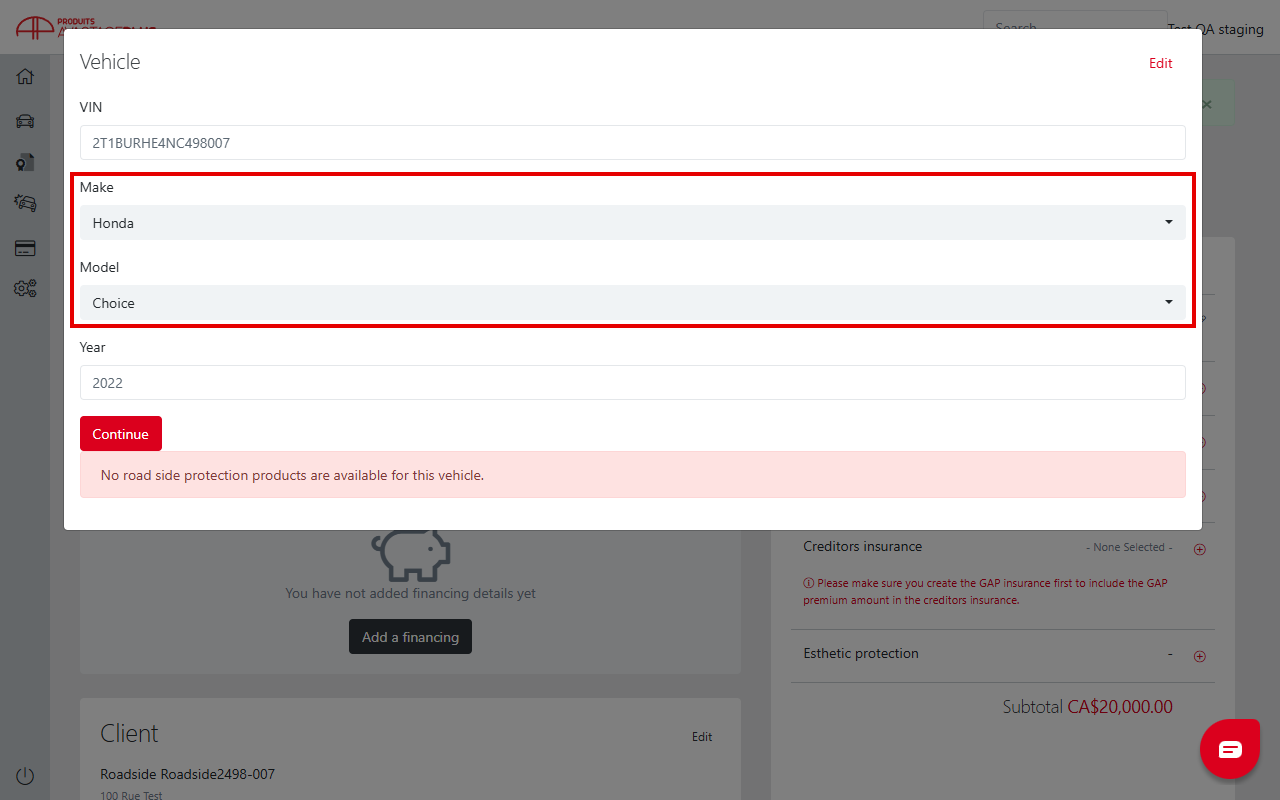 PRODUITS
AVANTAGE PLUS
Search
Test QA staging
Vehicle
Edit
VIN
2T1BURHE4NC498007
Make
Honda
Model
Choice
Year
2022
Continue
No road side protection products are available for this vehicle.
You have not added financing details yet
Add a financing
Creditors insurance
- None Selected -
Please make sure you create the GAP insurance first to include the GAP
premium amount in the creditors insurance.
Esthetic protection
-
Subtotal CA$20,000.00
Client
Edit
Roadside Roadside2498-007
100 Rue Test